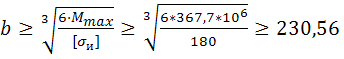 b ≥ ∛(6·M_max / [σ_и]) ≥ ∛(6*367,7*10^6 / 180) ≥ 230,56